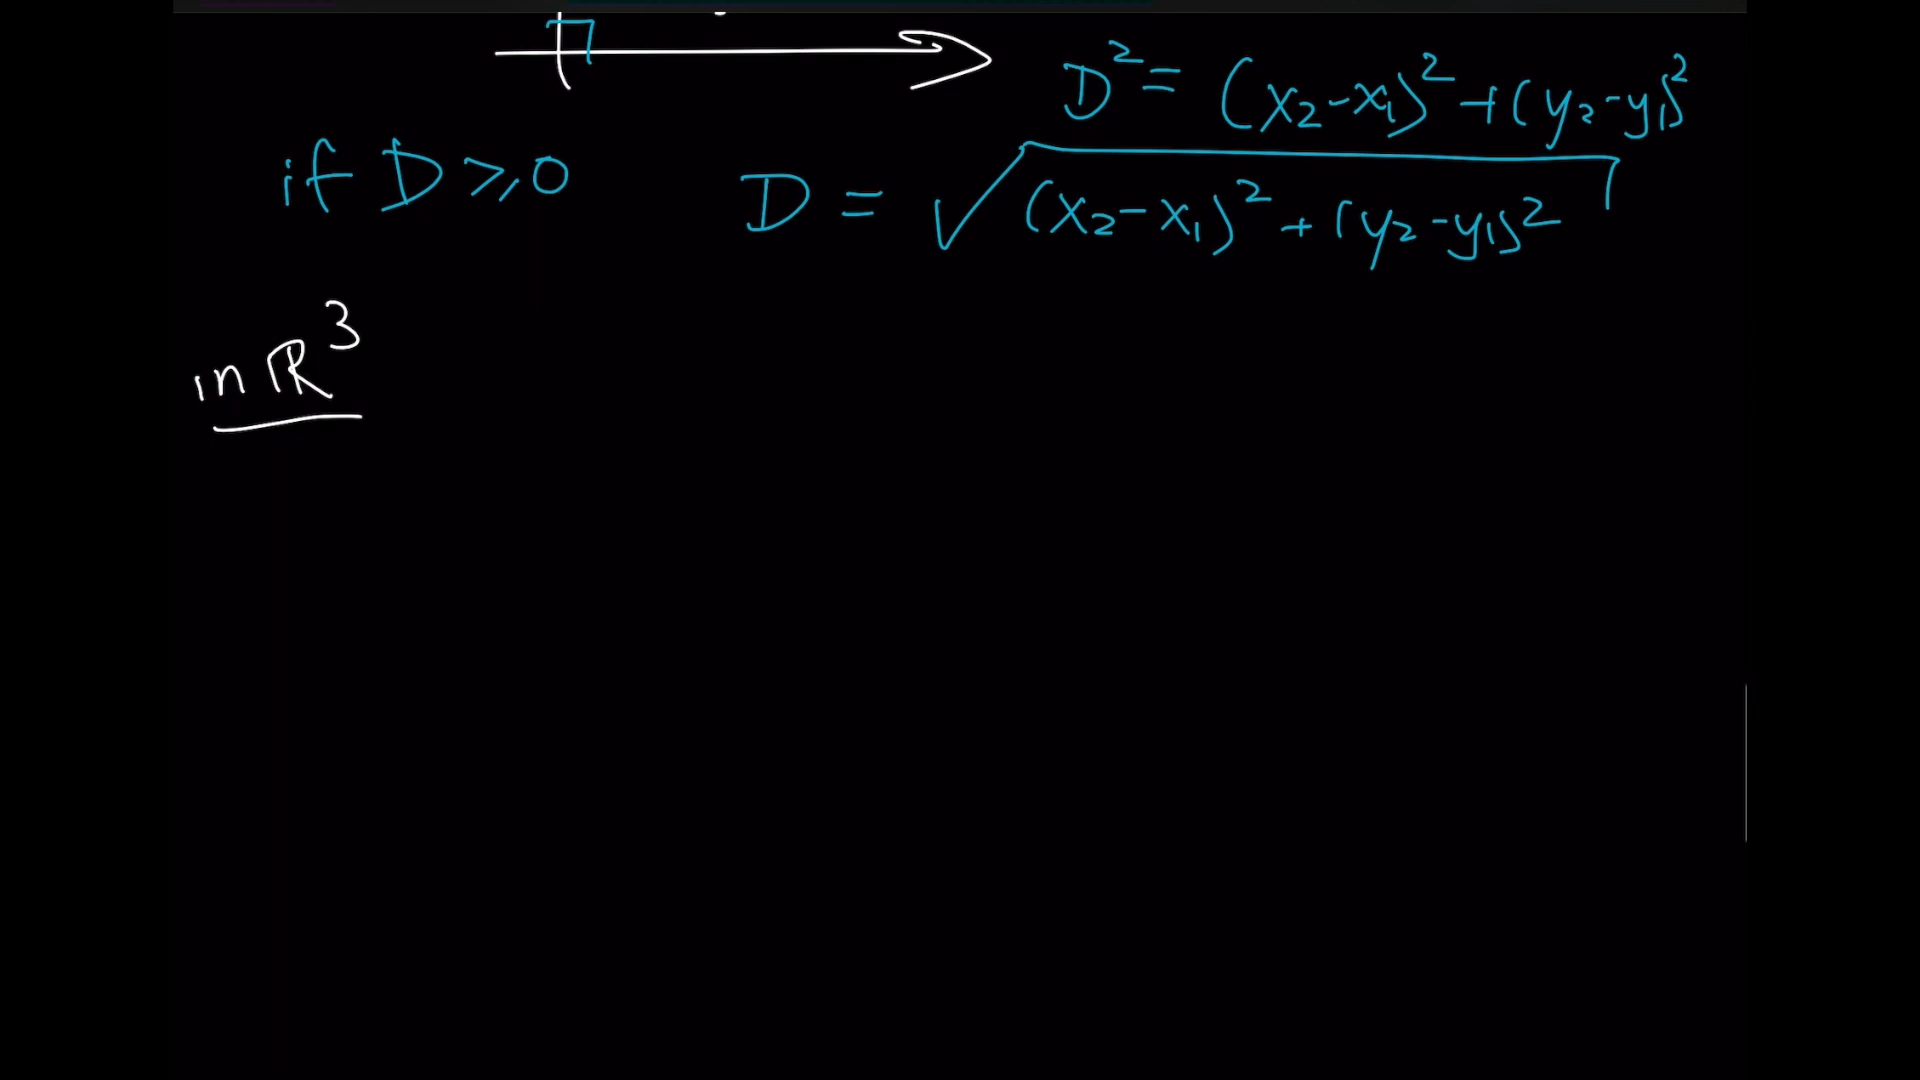 D² = (x₂-x₁)² + (y₂-y₁)²
if D ⩾ 0 D = √((x₂-x₁)² + (y₂-y₁)²)
in ℝ³